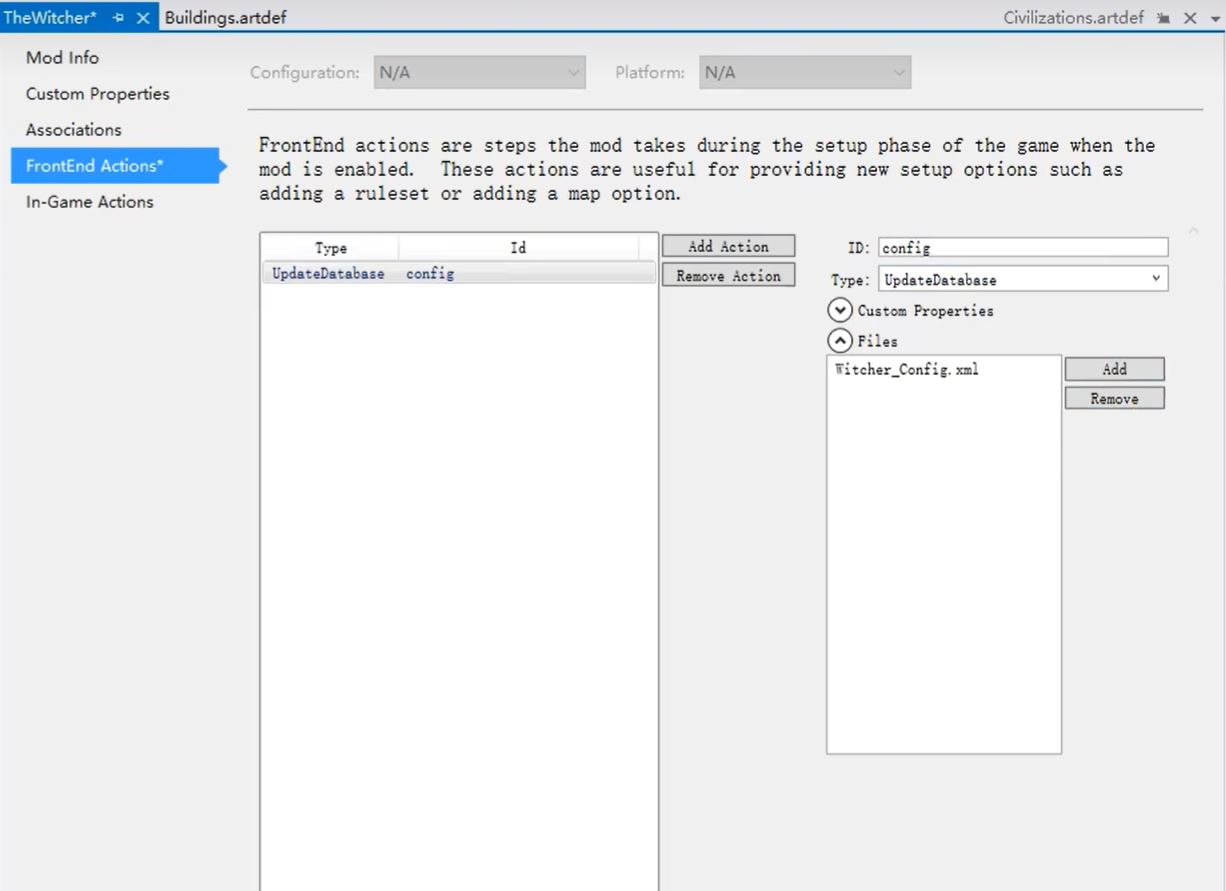 TheWitcher* Buildings.artdef Civilizations.artdef
Mod Info
Custom Properties
Associations
FrontEnd Actions*
In-Game Actions
Configuration: N/A Platform: N/A
FrontEnd actions are steps the mod takes during the setup phase of the game when the
mod is enabled. These actions are useful for providing new setup options such as
adding a ruleset or adding a map option.
Type Id
UpdateDatabase config
Add Action
Remove Action
ID: config
Type: UpdateDatabase
Custom Properties
Files
Witcher_Config.xml
Add
Remove